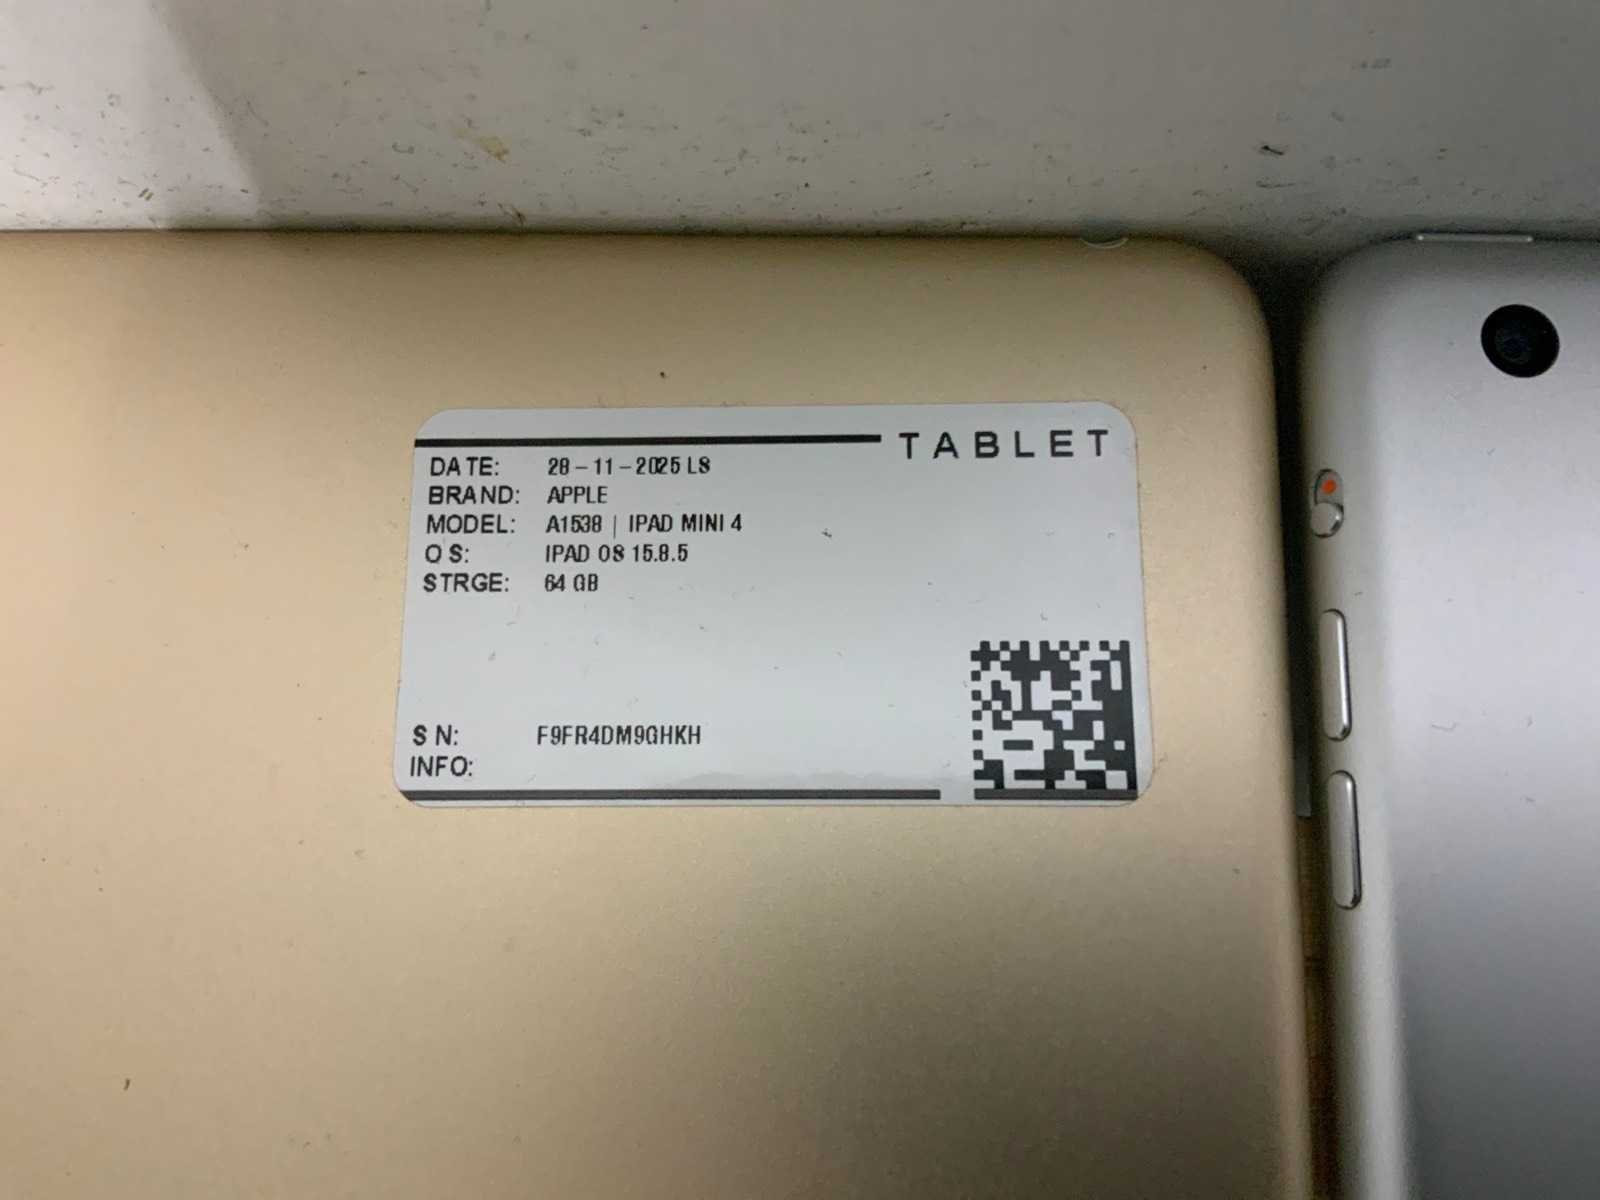 TABLET
DATE: 28-11-2025 LS
BRAND: APPLE
MODEL: A1538 | IPAD MINI 4
OS: IPAD OS 15.8.5
STRGE: 64 GB
SN: F9FR4DM9GHKH
INFO: